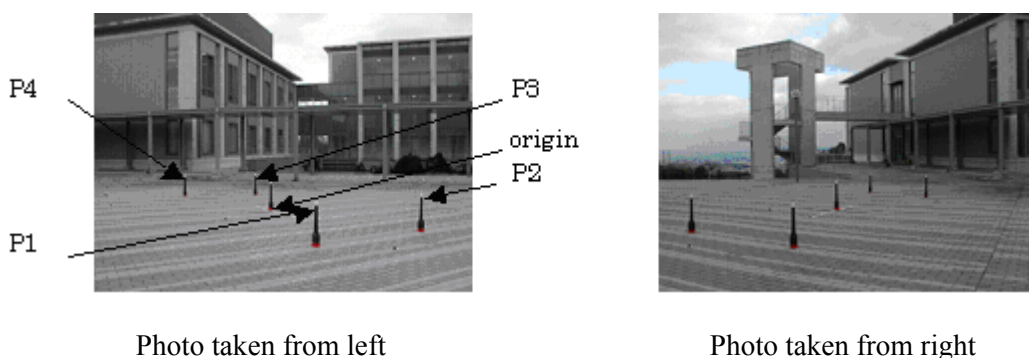 P4
P3
origin
P2
P1
Photo taken from left
Photo taken from right